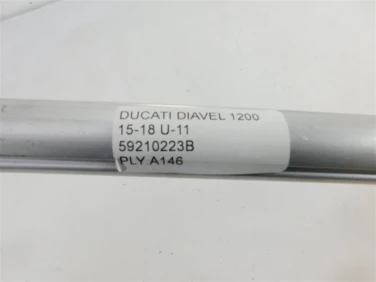 DUCATI DIAVEL 1200
15-18 U-11
59210223B
PLY A146